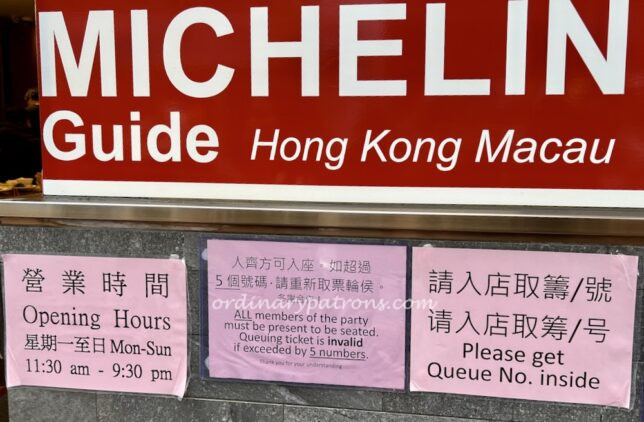 MICHELIN
Guide Hong Kong Macau
營業時間
Opening Hours
星期一至日 Mon-Sun
11:30 am - 9:30 pm
人齊方可入座。如超過
5個號碼,請重新取票輪侯。
ordinarypatrons.com
ALL members of the party
must be present to be seated.
Queuing ticket is invalid
if exceeded by 5 numbers.
Thank you for your understanding
請入店取籌/號
请入店取筹/号
Please get
Queue No. inside